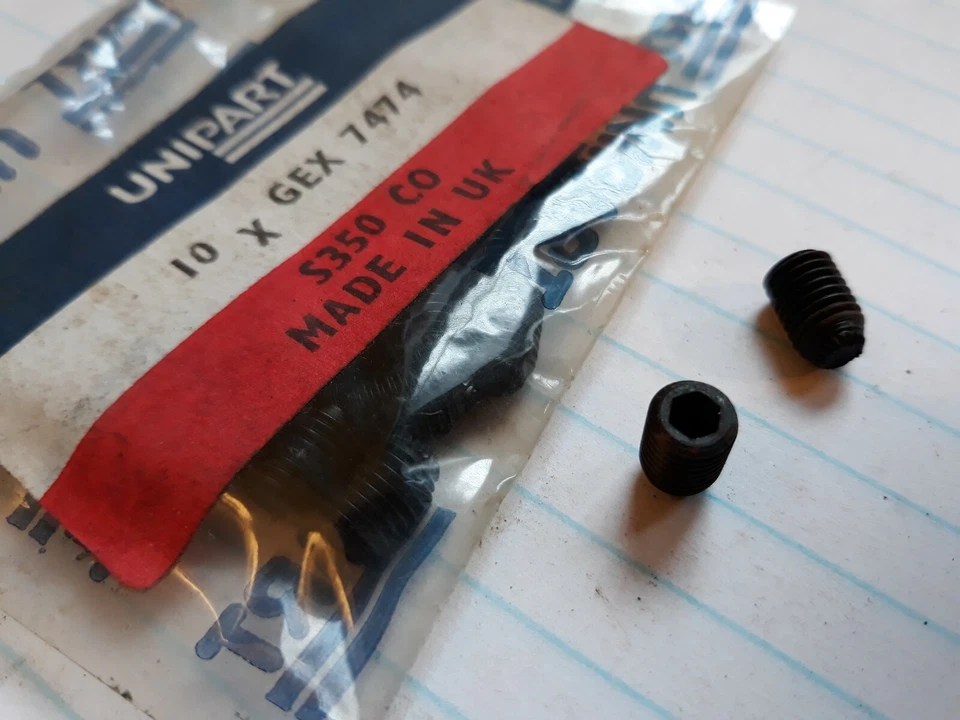 UNIPART
10 X GEX 7474
S350 CO
MADE IN UK